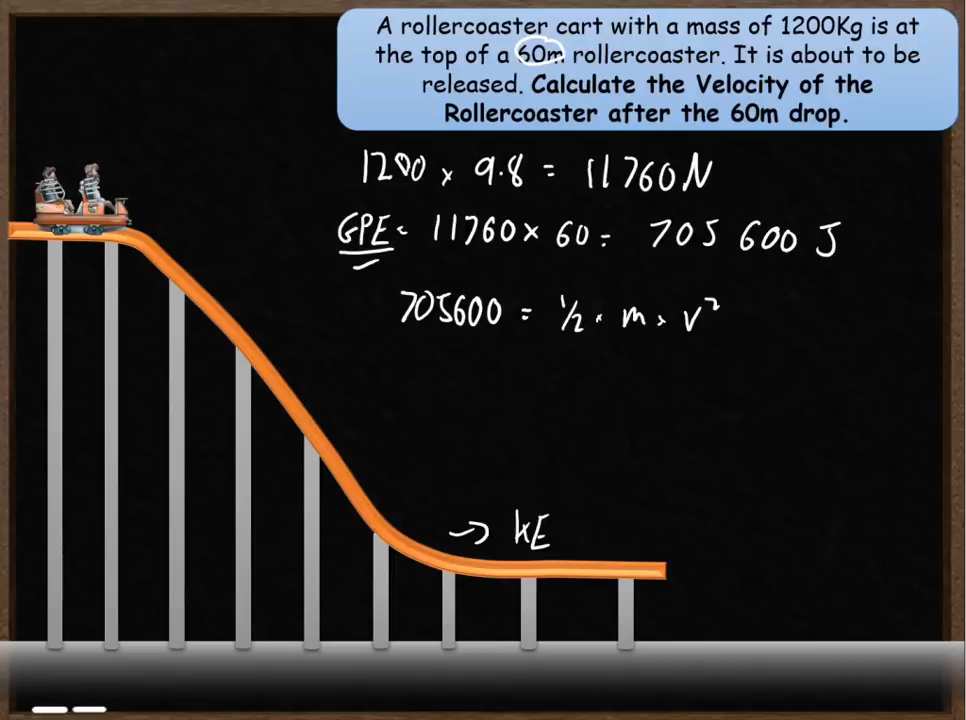 A rollercoaster cart with a mass of 1200Kg is at
the top of a 60m rollercoaster. It is about to be
released. Calculate the Velocity of the
Rollercoaster after the 60m drop.
1200 × 9.8 = 11760N
GPE = 11760 × 60 = 705 600 J
705600 = 1/2 × m × v²
→ KE